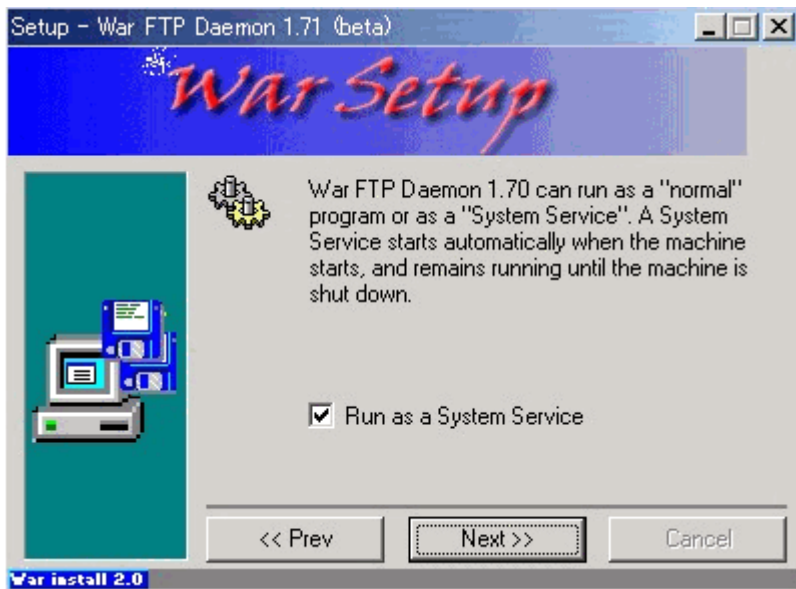 Setup - War FTP Daemon 1.71 (beta)
War Setup
War FTP Daemon 1.70 can run as a "normal"
program or as a "System Service". A System
Service starts automatically when the machine
starts, and remains running until the machine is
shut down.
Run as a System Service
<< Prev
Next >>
Cancel
War install 2.0